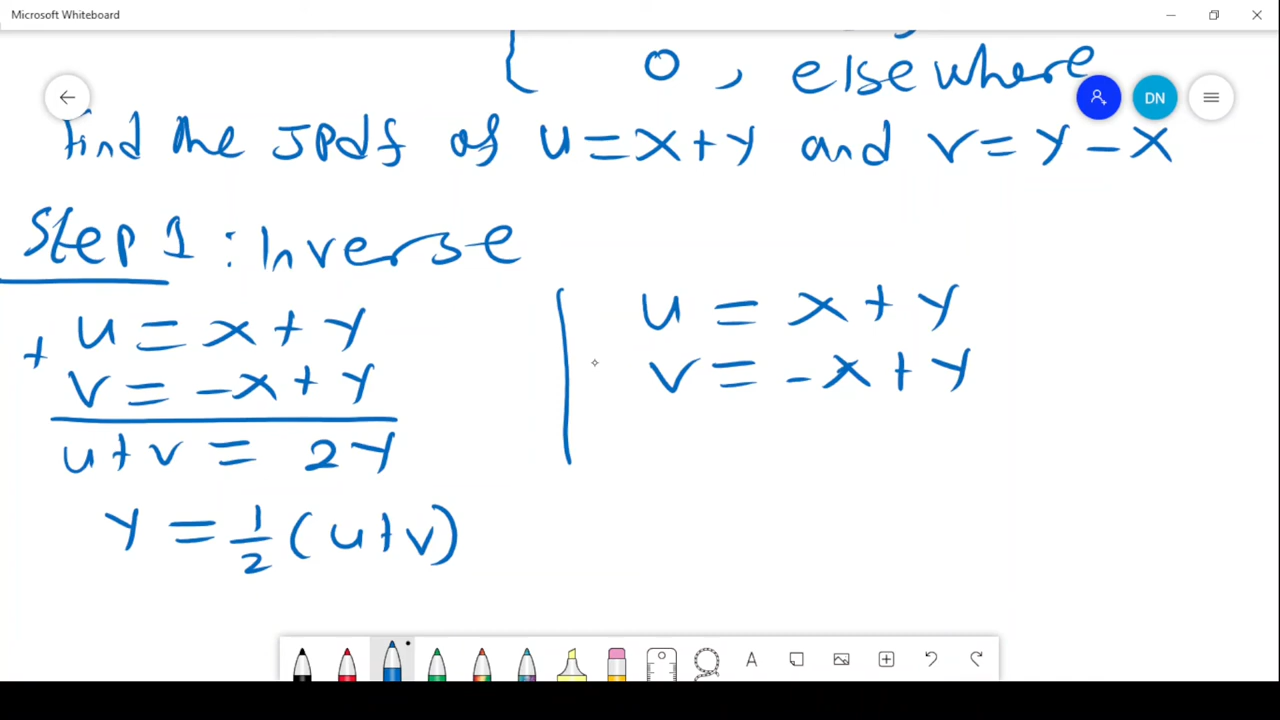 Microsoft Whiteboard
0, elsewhere
DN
Find the JPdf of U=X+Y and V=Y-X
Step 1: Inverse
+ u = x + y
v = -x + y
u+v = 2y
y = 1/2 (u+v)
u = x + y
v = -x + y
A